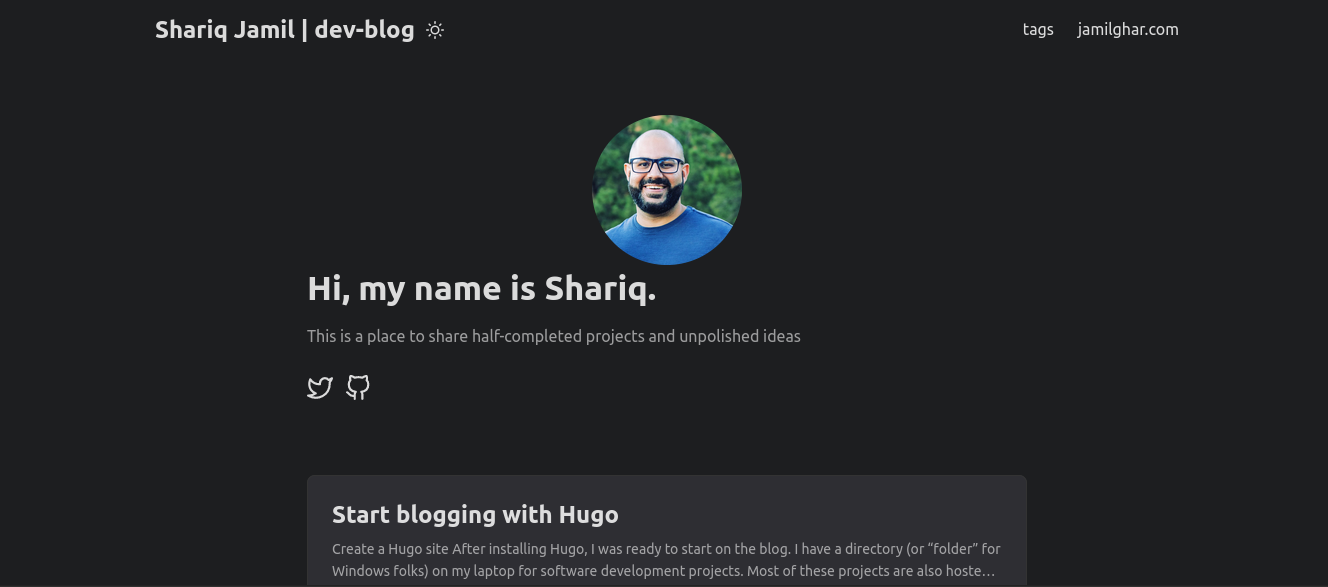 Shariq Jamil | dev-blog
tags jamilghar.com
Hi, my name is Shariq.
This is a place to share half-completed projects and unpolished ideas
Start blogging with Hugo
Create a Hugo site After installing Hugo, I was ready to start on the blog. I have a directory (or “folder” for
Windows folks) on my laptop for software development projects. Most of these projects are also hoste…